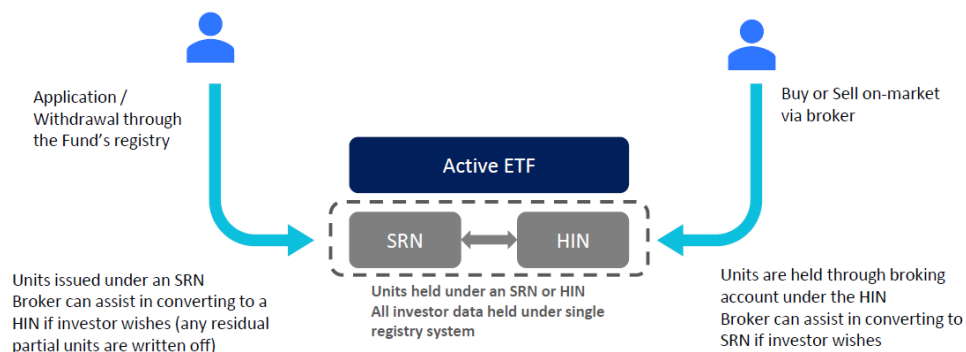 Application /
Withdrawal through
the Fund's registry
Buy or Sell on-market
via broker
Active ETF
SRN
HIN
Units issued under an SRN
Broker can assist in converting to a
HIN if investor wishes (any residual
partial units are written off)
Units held under an SRN or HIN
All investor data held under single
registry system
Units are held through broking
account under the HIN
Broker can assist in converting to
SRN if investor wishes